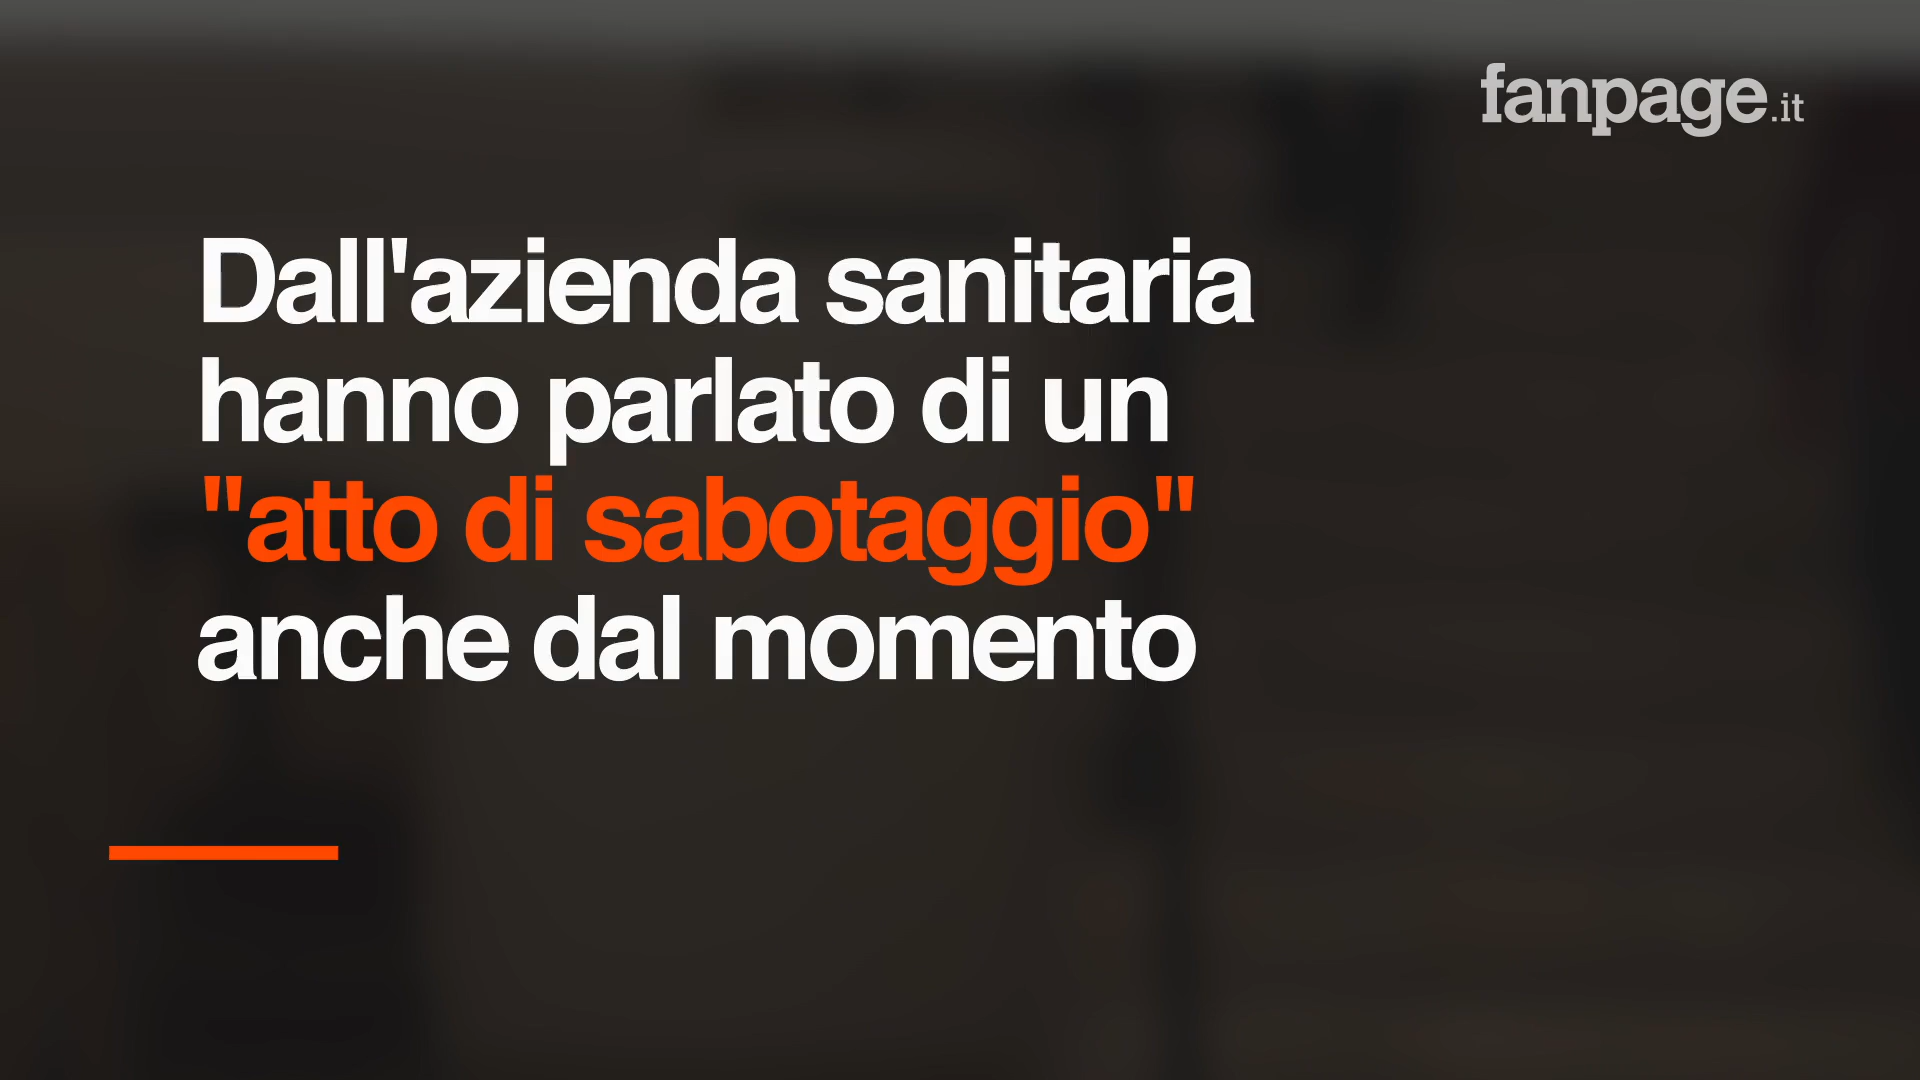 fanpage.it
Dall'azienda sanitaria
hanno parlato di un
"atto di sabotaggio"
anche dal momento